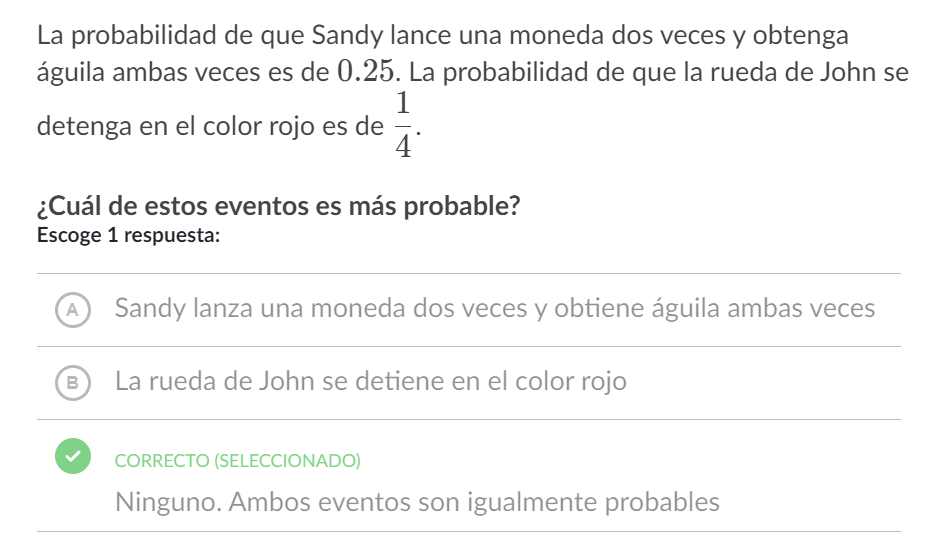 La probabilidad de que Sandy lance una moneda dos veces y obtenga
águila ambas veces es de 0.25. La probabilidad de que la rueda de John se
detenga en el color rojo es de 1/4.
¿Cuál de estos eventos es más probable?
Escoge 1 respuesta:
A Sandy lanza una moneda dos veces y obtiene águila ambas veces
B La rueda de John se detiene en el color rojo
CORRECTO (SELECCIONADO)
Ninguno. Ambos eventos son igualmente probables